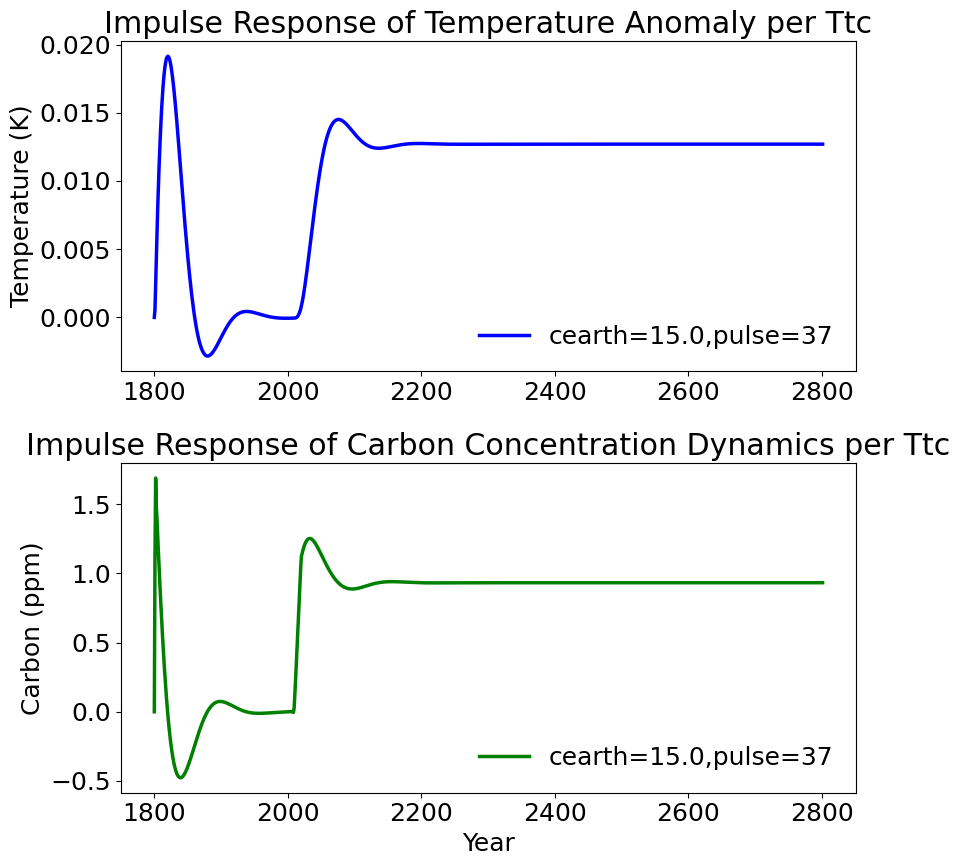 Impulse Response of Temperature Anomaly per Ttc
Temperature (K)
0.020
0.015
0.010
0.005
0.000
cearth=15.0,pulse=37
1800 2000 2200 2400 2600 2800
Impulse Response of Carbon Concentration Dynamics per Ttc
Carbon (ppm)
1.5
1.0
0.5
0.0
−0.5
cearth=15.0,pulse=37
1800 2000 2200 2400 2600 2800
Year